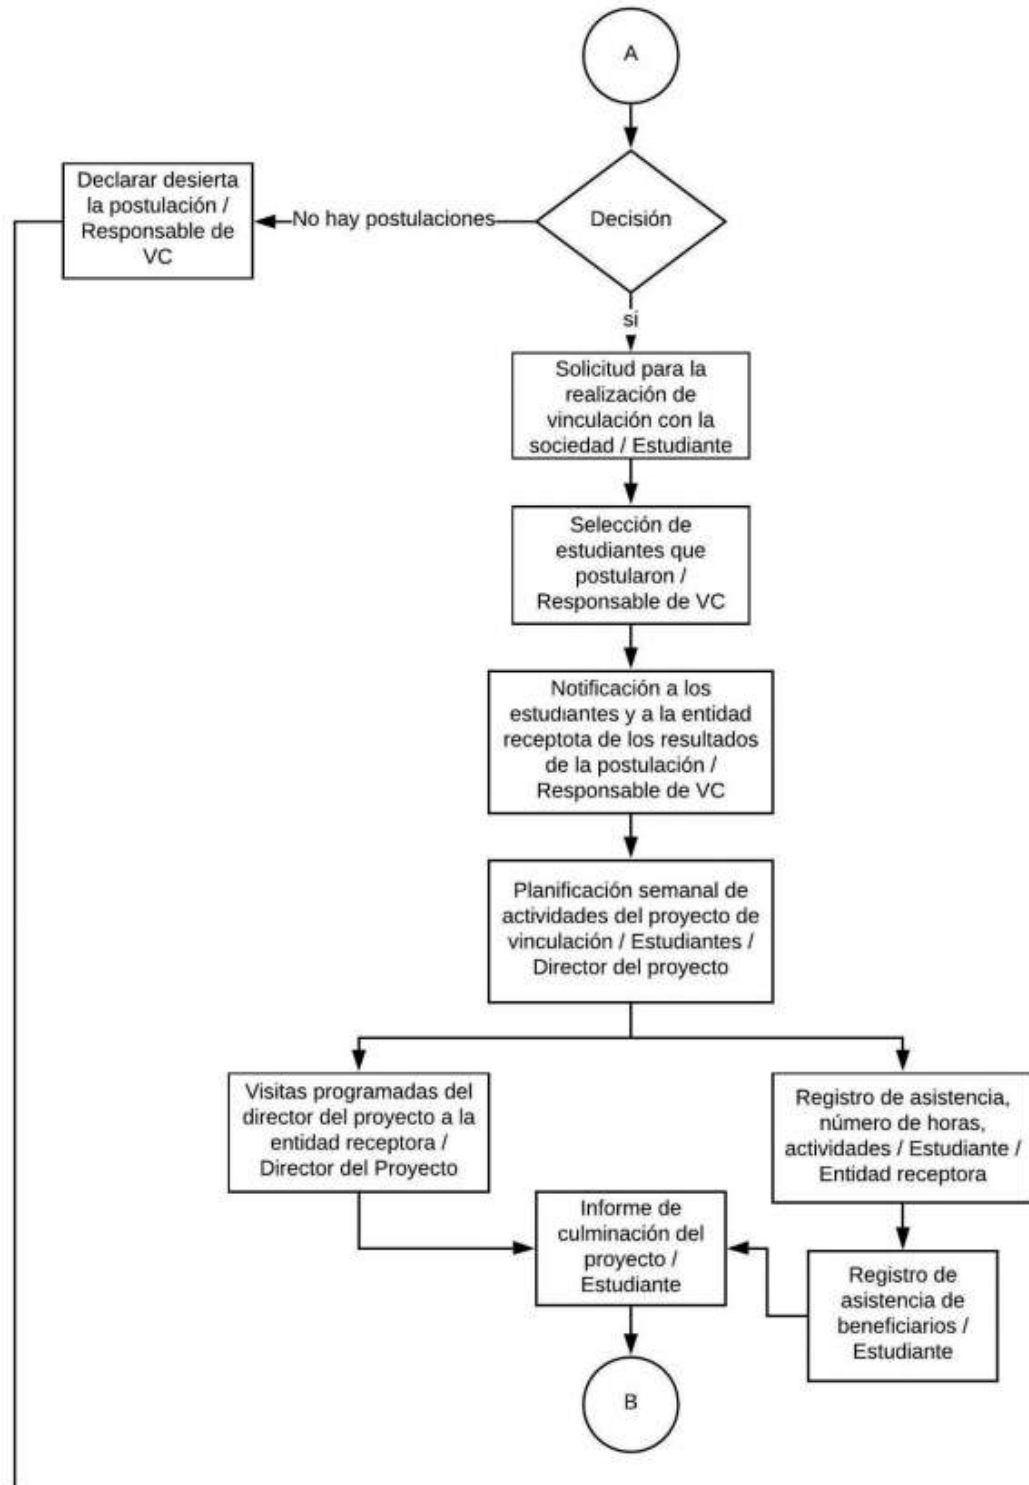 A
Declarar desierta
la postulación /
Responsable de
VC
No hay postulaciones
Decisión
si
Solicitud para la
realización de
vinculación con la
sociedad / Estudiante
Selección de
estudiantes que
postularon /
Responsable de VC
Notificación a los
estudiantes y a la entidad
receptota de los resultados
de la postulación /
Responsable de VC
Planificación semanal de
actividades del proyecto de
vinculación / Estudiantes /
Director del proyecto
Visitas programadas del
director del proyecto a la
entidad receptora /
Director del Proyecto
Registro de asistencia,
número de horas,
actividades / Estudiante /
Entidad receptora
Informe de
culminación del
proyecto /
Estudiante
Registro de
asistencia de
beneficiarios /
Estudiante
B